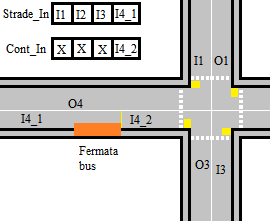 Strade_In I1 I2 I3 I4_1
Cont_In X X X I4_2
I1 O1
O4
I4_1 I4_2
Fermata
bus
O3 I3